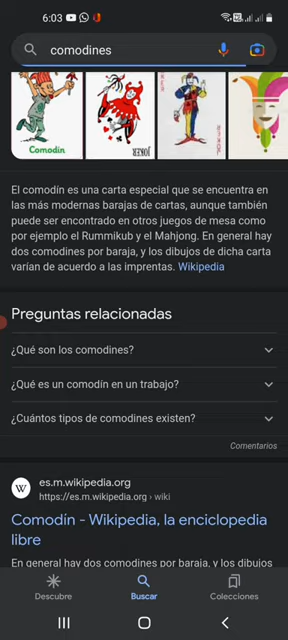 6:03
comodines
Comodín
JOKER
JOKER
El comodín es una carta especial que se encuentra en
las más modernas barajas de cartas, aunque también
puede ser encontrado en otros juegos de mesa como
por ejemplo el Rummikub y el Mahjong. En general hay
dos comodines por baraja, y los dibujos de dicha carta
varían de acuerdo a las imprentas. Wikipedia
Preguntas relacionadas
¿Qué son los comodines?
¿Qué es un comodín en un trabajo?
¿Cuántos tipos de comodines existen?
Comentarios
W
es.m.wikipedia.org
https://es.m.wikipedia.org › wiki
Comodín - Wikipedia, la enciclopedia
libre
En general hay dos comodines por baraja, y los dibujos
Descubre
Buscar
Colecciones